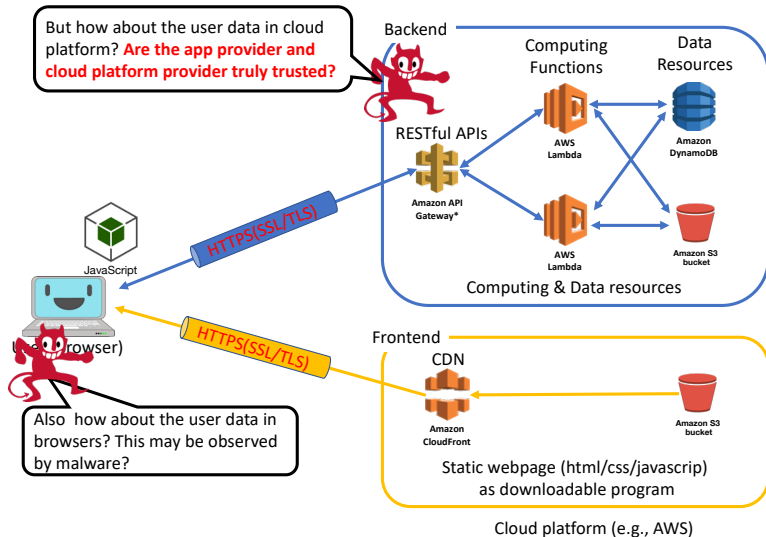 But how about the user data in cloud
platform? Are the app provider and
cloud platform provider truly trusted?
Backend
Computing
Functions
Data
Resources
RESTful APIs
AWS
Lambda
Amazon
DynamoDB
Amazon API
Gateway*
HTTPS(SSL/TLS)
JavaScript
AWS
Lambda
Amazon S3
bucket
Computing & Data resources
HTTPS(SSL/TLS)
Frontend
CDN
Amazon
CloudFront
Amazon S3
bucket
Also how about the user data in
browsers? This may be observed
by malware?
Static webpage (html/css/javascrip)
as downloadable program
Cloud platform (e.g., AWS)